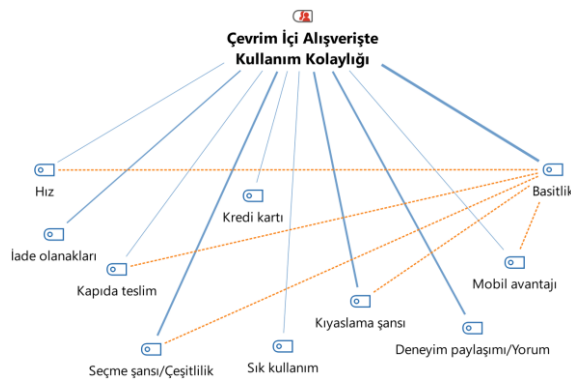 Çevrim İçi Alışverişte
Kullanım Kolaylığı
Hız
Basitlik
Kredi kartı
İade olanakları
Kapıda teslim
Mobil avantajı
Kıyaslama şansı
Deneyim paylaşımı/Yorum
Seçme şansı/Çeşitlilik
Sık kullanım